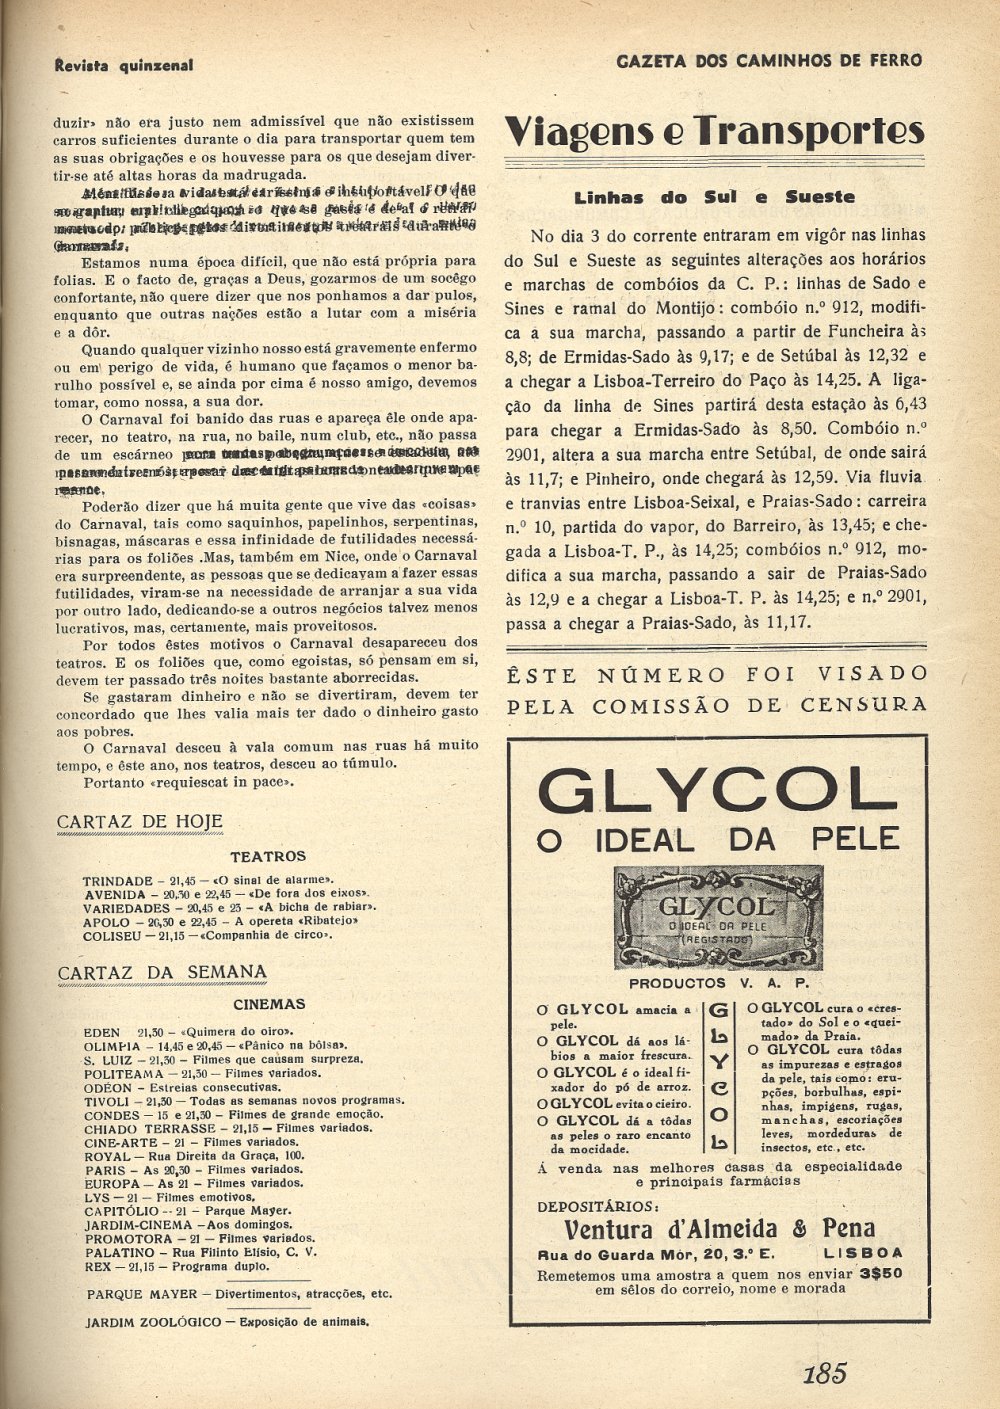 Revista quinzenal
GAZETA DOS CAMINHOS DE FERRO
duzir» não era justo nem admissível que não existissem
carros suficientes durante o dia para transportar quem tem
as suas obrigações e os houvesse para os que desejam diver-
tir-se até altas horas da madrugada.
Estamos numa época difícil, que não está própria para
folias. E o facto de, graças a Deus, gozarmos de um socêgo
confortante, não quere dizer que nos ponhamos a dar pulos,
enquanto que outras nações estão a lutar com a miséria
e a dôr.
Quando qualquer vizinho nosso está gravemente enfermo
ou em perigo de vida, é humano que façamos o menor ba-
rulho possível e, se ainda por cima é nosso amigo, devemos
tomar, como nossa, a sua dor.
O Carnaval foi banido das ruas e apareça êle onde apa-
recer, no teatro, na rua, no baile, num club, etc., não passa
de um escárneo
Poderão dizer que há muita gente que vive das «coisas»
do Carnaval, tais como saquinhos, papelinhos, serpentinas,
bisnagas, máscaras e essa infinidade de futilidades necessá-
rias para os foliões .Mas, também em Nice, onde o Carnaval
era surpreendente, as pessoas que se dedicavam a fazer essas
futilidades, viram-se na necessidade de arranjar a sua vida
por outro lado, dedicando-se a outros negócios talvez menos
lucrativos, mas, certamente, mais proveitosos.
Por todos êstes motivos o Carnaval desapareceu dos
teatros. E os foliões que, como egoistas, só pensam em si,
devem ter passado três noites bastante aborrecidas.
Se gastaram dinheiro e não se divertiram, devem ter
concordado que lhes valia mais ter dado o dinheiro gasto
aos pobres.
O Carnaval desceu à vala comum nas ruas há muito
tempo, e êste ano, nos teatros, desceu ao túmulo.
Portanto «requiescat in pace».
CARTAZ DE HOJE
TEATROS
TRINDADE – 21,45 — «O sinal de alarme».
AVENIDA – 20,30 e 22,45 — «De fora dos eixos».
VARIEDADES – 20,45 e 23 – «A bicha de rabiar».
APOLO – 20,30 e 22,45 – A opereta «Ribatejo»
COLISEU — 21,15 —«Companhia de circo».
CARTAZ DA SEMANA
CINEMAS
EDEN 21,30 – «Quimera do oiro».
OLIMPIA – 14,45 e 20,45 — «Pânico na bôlsa».
S. LUIZ – 21,30 – Filmes que causam surpreza.
POLITEAMA – 21,30 – Filmes variados.
ODÉON – Estreias consecutivas.
TIVOLI – 21,30 — Todas as semanas novos programas.
CONDES – 15 e 21,30 – Filmes de grande emoção.
CHIADO TERRASSE – 21,15 – Filmes variados.
CINE-ARTE – 21 – Filmes variados.
ROYAL – Rua Direita da Graça, 100.
PARIS – As 20,30 – Filmes variados.
EUROPA — As 21 – Filmes variados.
LYS — 21 – Filmes emotivos.
CAPITÓLIO -- 21 - Parque Mayer.
JARDIM-CINEMA –Aos domingos.
PROMOTORA – 21 — Filmes variados.
PALATINO – Rua Filinto Elísio, C. V.
REX — 21,15 — Programa duplo.
PARQUE MAYER — Divertimentos, atracções, etc.
JARDIM ZOOLÓGICO — Exposição de animais.
Viagens e Transportes
Linhas do Sul e Sueste
No dia 3 do corrente entraram em vigôr nas linhas
do Sul e Sueste as seguintes alterações aos horários
e marchas de combóios da C. P.: linhas de Sado e
Sines e ramal do Montijo: combóio n.º 912, modifi-
ca a sua marcha, passando a partir de Funcheira às
8,8; de Ermidas-Sado às 9,17; e de Setúbal às 12,32 e
a chegar a Lisboa-Terreiro do Paço às 14,25. A liga-
ção da linha de Sines partirá desta estação às 6,43
para chegar a Ermidas-Sado às 8,50. Combóio n.º
2901, altera a sua marcha entre Setúbal, de onde sairá
às 11,7; e Pinheiro, onde chegará às 12,59. Via fluvia
e tranvias entre Lisboa-Seixal, e Praias-Sado: carreira
n.º 10, partida do vapor, do Barreiro, às 13,45; e che-
gada a Lisboa-T. P., às 14,25; combóios n.º 912, mo-
difica a sua marcha, passando a sair de Praias-Sado
às 12,9 e a chegar a Lisboa-T. P. às 14,25; e n.º 2901,
passa a chegar a Praias-Sado, às 11,17.
ÊSTE NÚMERO FOI VISADO
PELA COMISSÃO DE CENSURA
GLYCOL
O IDEAL DA PELE
GLYCOL
O IDEAL DA PELE
(REGISTADO)
PRODUCTOS V. A. P.
O GLYCOL amacia a
pele.
O GLYCOL dá aos lá-
bios a maior frescura.
O GLYCOL é o ideal fi-
xador do pó de arroz.
O GLYCOL evita o cieiro.
O GLYCOL dá a tôdas
as peles o raro encanto
da mocidade.
GLYCOL
O GLYCOL cura o «cres-
tado» do Sol e o «quei-
mado» da Praia.
O GLYCOL cura tôdas
as impurezas e estragos
da pele, tais como: eru-
pções, borbulhas, espi-
nhas, impigens, rugas,
manchas, escoriações
leves, mordeduras de
insectos, etc., etc.
Á venda nas melhores casas da especialidade
e principais farmácias
DEPOSITÁRIOS:
Ventura d'Almeida & Pena
Rua do Guarda Mór, 20, 3.º E. LISBOA
Remetemos uma amostra a quem nos enviar 3$50
em sêlos do correio, nome e morada
185